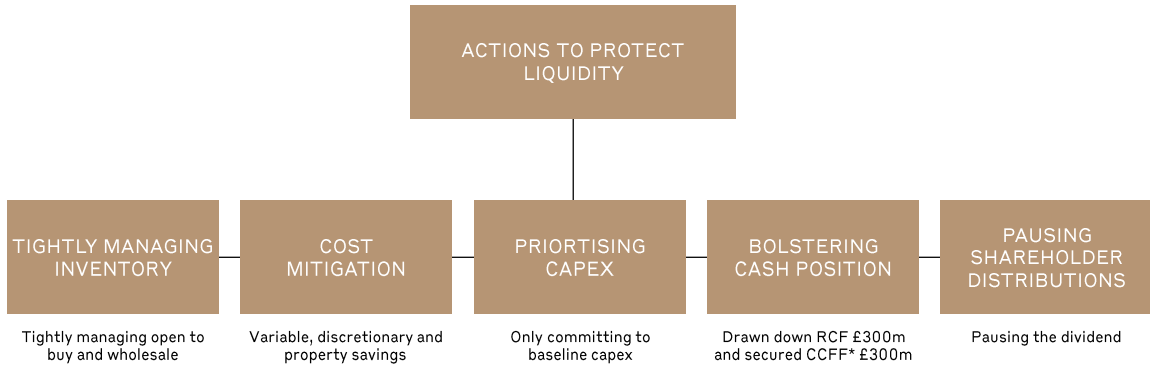 ACTIONS TO PROTECT
LIQUIDITY
TIGHTLY MANAGING
INVENTORY
COST
MITIGATION
PRIORTISING
CAPEX
BOLSTERING
CASH POSITION
PAUSING
SHAREHOLDER
DISTRIBUTIONS
Tightly managing open to
buy and wholesale
Variable, discretionary and
property savings
Only committing to
baseline capex
Drawn down RCF £300m
and secured CCFF* £300m
Pausing the dividend